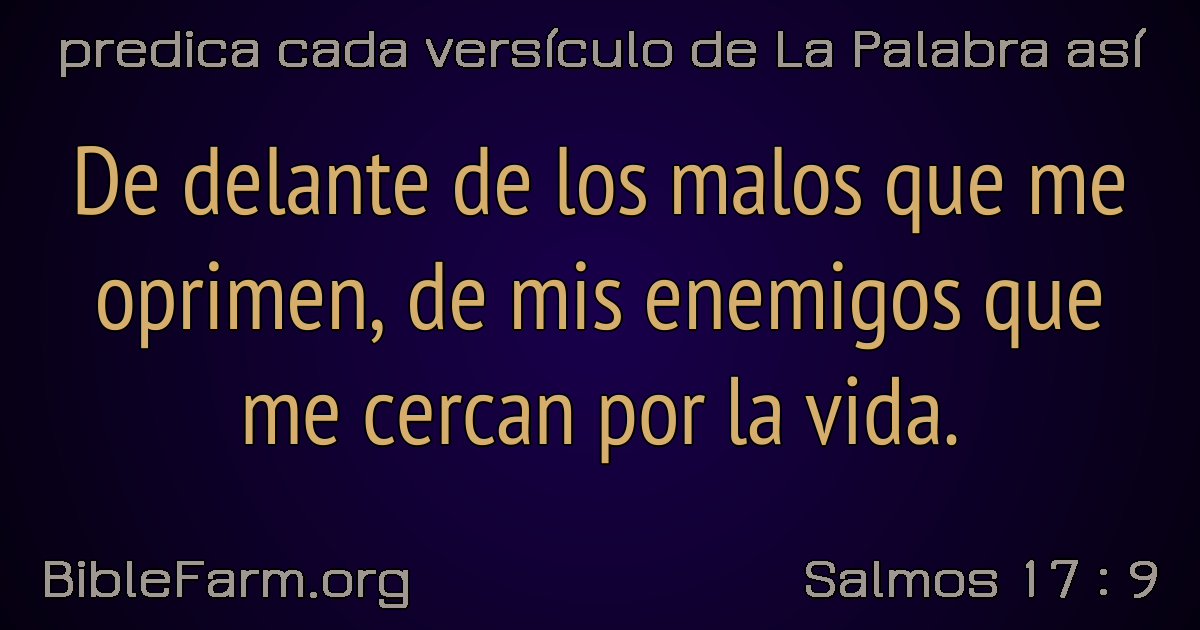 predica cada versículo de La Palabra así
De delante de los malos que me
oprimen, de mis enemigos que
me cercan por la vida.
BibleFarm.org
Salmos 17 : 9